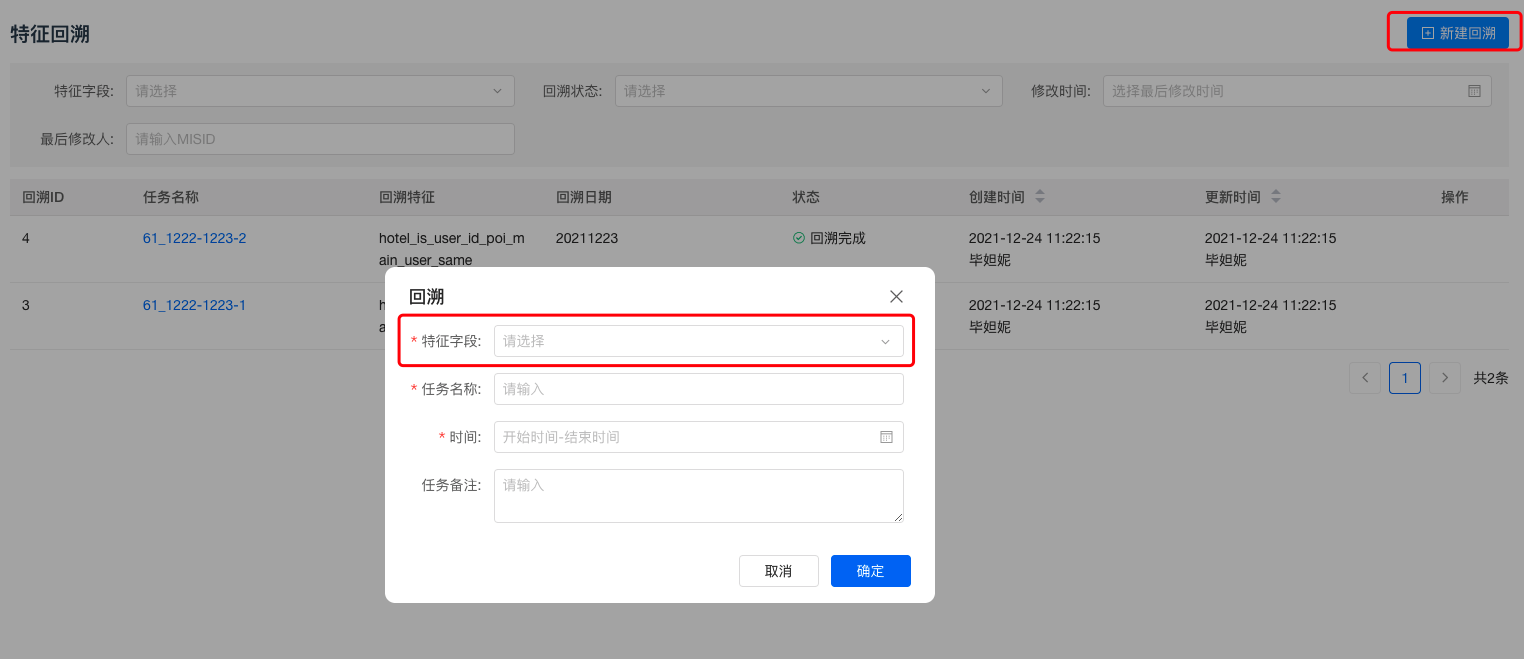 特征回溯
新建回溯
特征字段: 请选择 回溯状态: 请选择 修改时间: 选择最后修改时间
最后修改人: 请输入MISID
回溯ID 任务名称 回溯特征 回溯日期 状态 创建时间 更新时间 操作
4 61_1222-1223-2 hotel_is_user_id_poi_m 20211223 回溯完成 2021-12-24 11:22:15 2021-12-24 11:22:15
ain_user_same 毕妲妮 毕妲妮
3 61_1222-1223-1 h 2021-12-24 11:22:15 2021-12-24 11:22:15
a 毕妲妮 毕妲妮
1 共2条
回溯
* 特征字段: 请选择
* 任务名称: 请输入
* 时间: 开始时间-结束时间
任务备注: 请输入
取消 确定